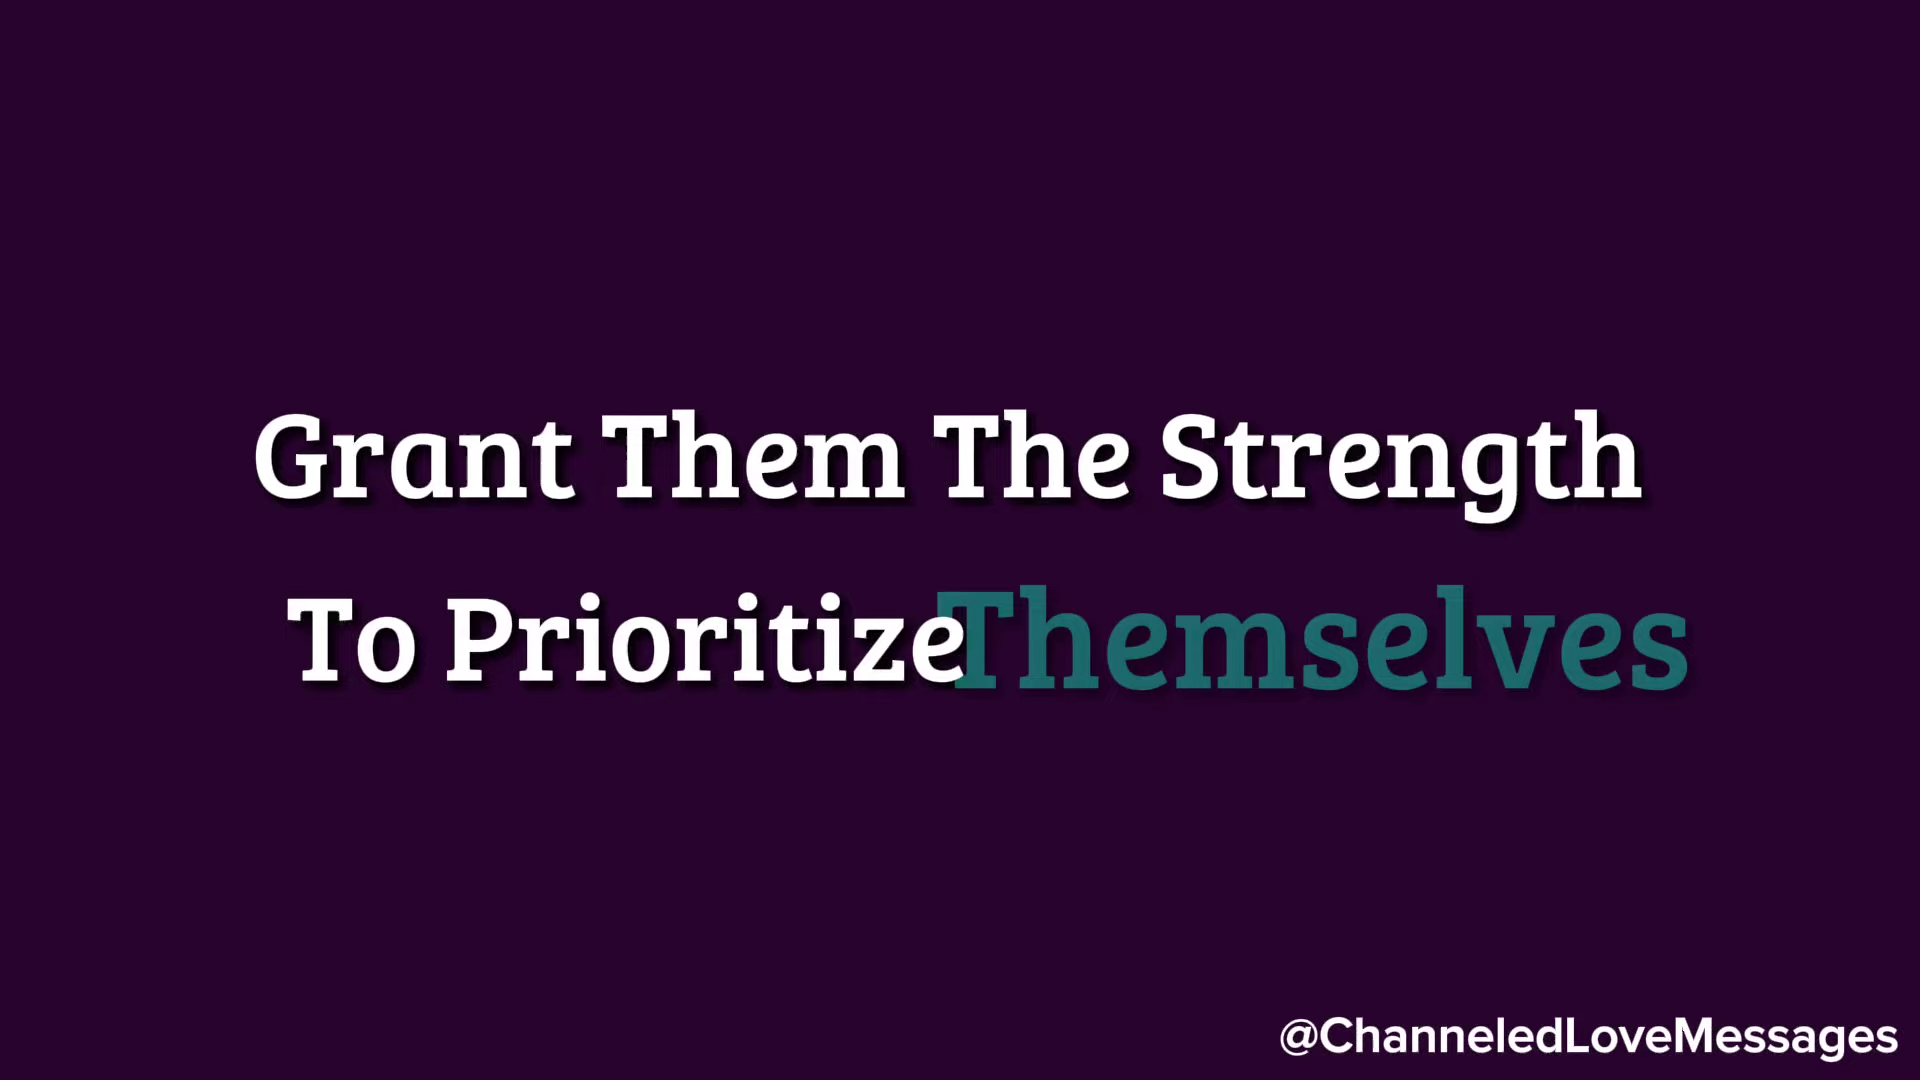 Grant Them The Strength
To Prioritize Themselves
@ChanneledLoveMessages